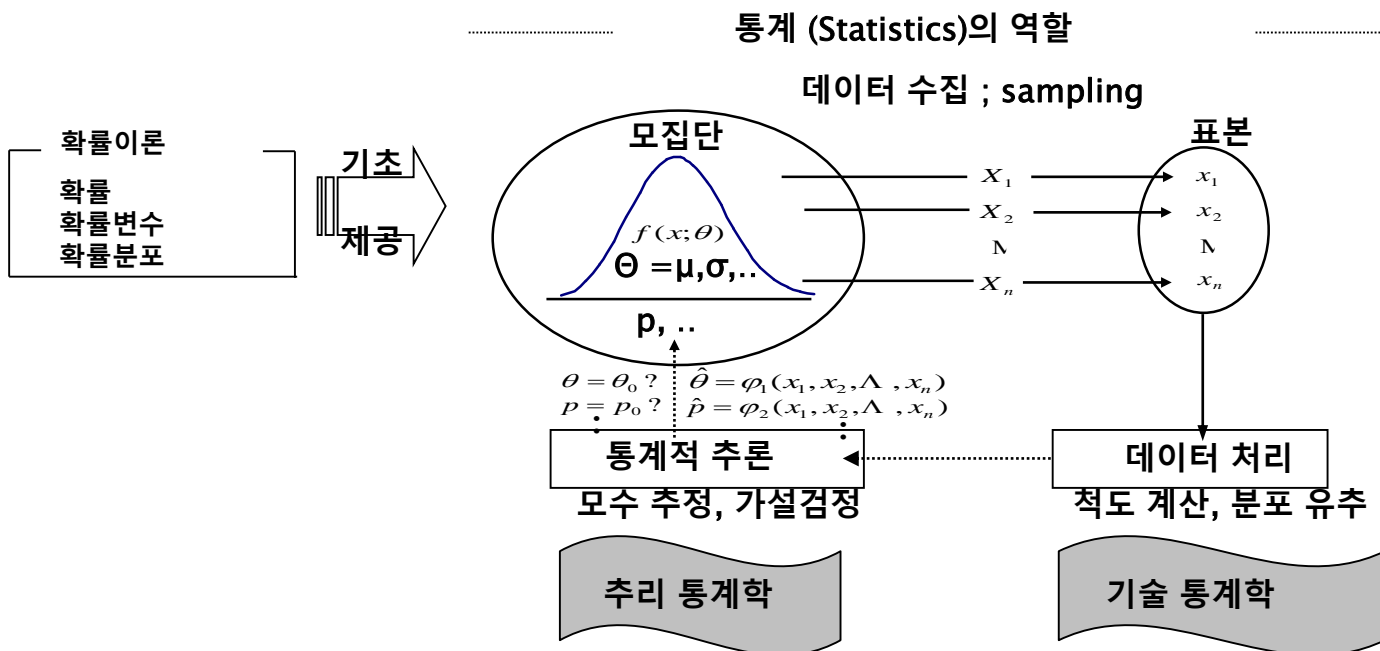 통계 (Statistics)의 역할
데이터 수집 ; sampling
확률이론
확률
확률변수
확률분포
기초
제공
모집단
f(x;θ)
Θ =μ,σ,..
p, ..
X₁
X₂
M
Xₙ
표본
x₁
x₂
M
xₙ
θ = θ₀ ? θ̂ = φ₁(x₁, x₂, Λ , xₙ)
p = p₀ ? p̂ = φ₂(x₁, x₂, Λ , xₙ)
통계적 추론
모수 추정, 가설검정
데이터 처리
척도 계산, 분포 유추
추리 통계학
기술 통계학